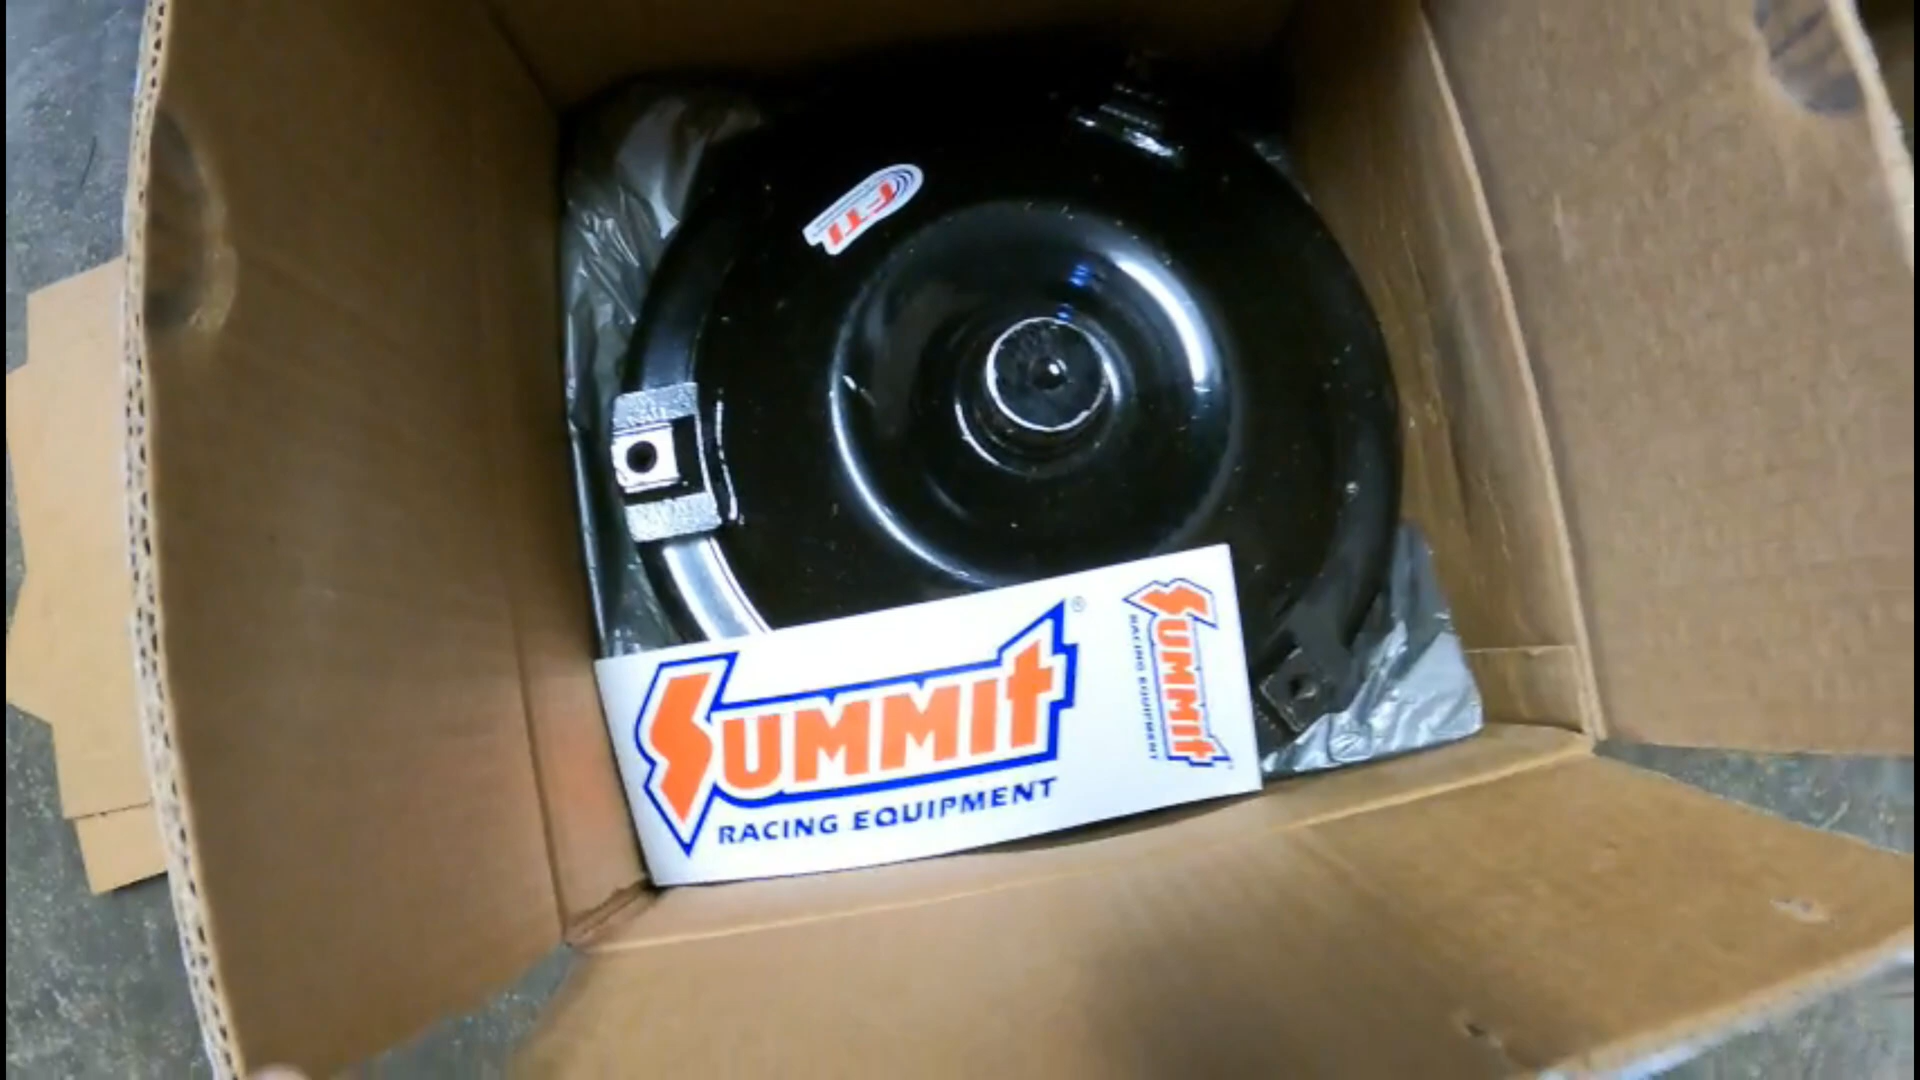 FTI
SUMMIT®
RACING EQUIPMENT
SUMMIT
RACING EQUIPMENT